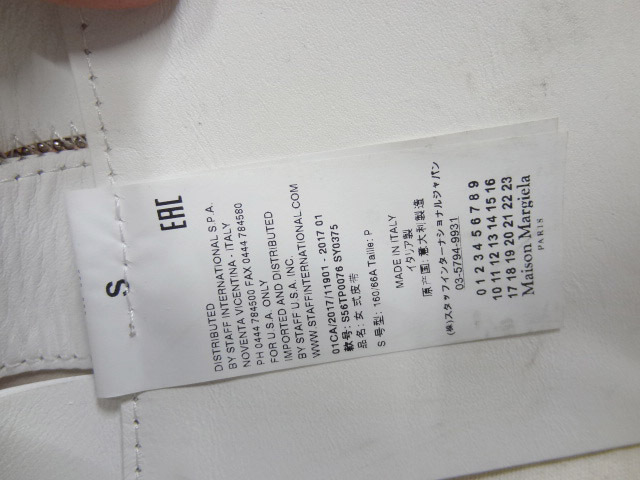 S
EAC
DISTRIBUTED
BY STAFF INTERNATIONAL S.P.A.
NOVENTA VICENTINA - ITALY
PH 0444 784500 FAX 0444 784580
FOR U.S.A. ONLY
IMPORTED AND DISTRIBUTED
BY STAFF U.S.A. INC.
WWW.STAFFINTERNATIONAL.COM
01CA/2017/11901 - 2017 01
款号: S56TP0076 SY0375
品名: 女式皮带
S 号型: 160/66A Taille: P
MADE IN ITALY
イタリア製
原产国: 意大利製造
(株)スタッフインターナショナルジャパン
03-5794-9931
0 1 2 3 4 5 6 7 8 9
10 11 12 13 14 15 16
17 18 19 20 21 22 23
Maison Margiela
PARIS